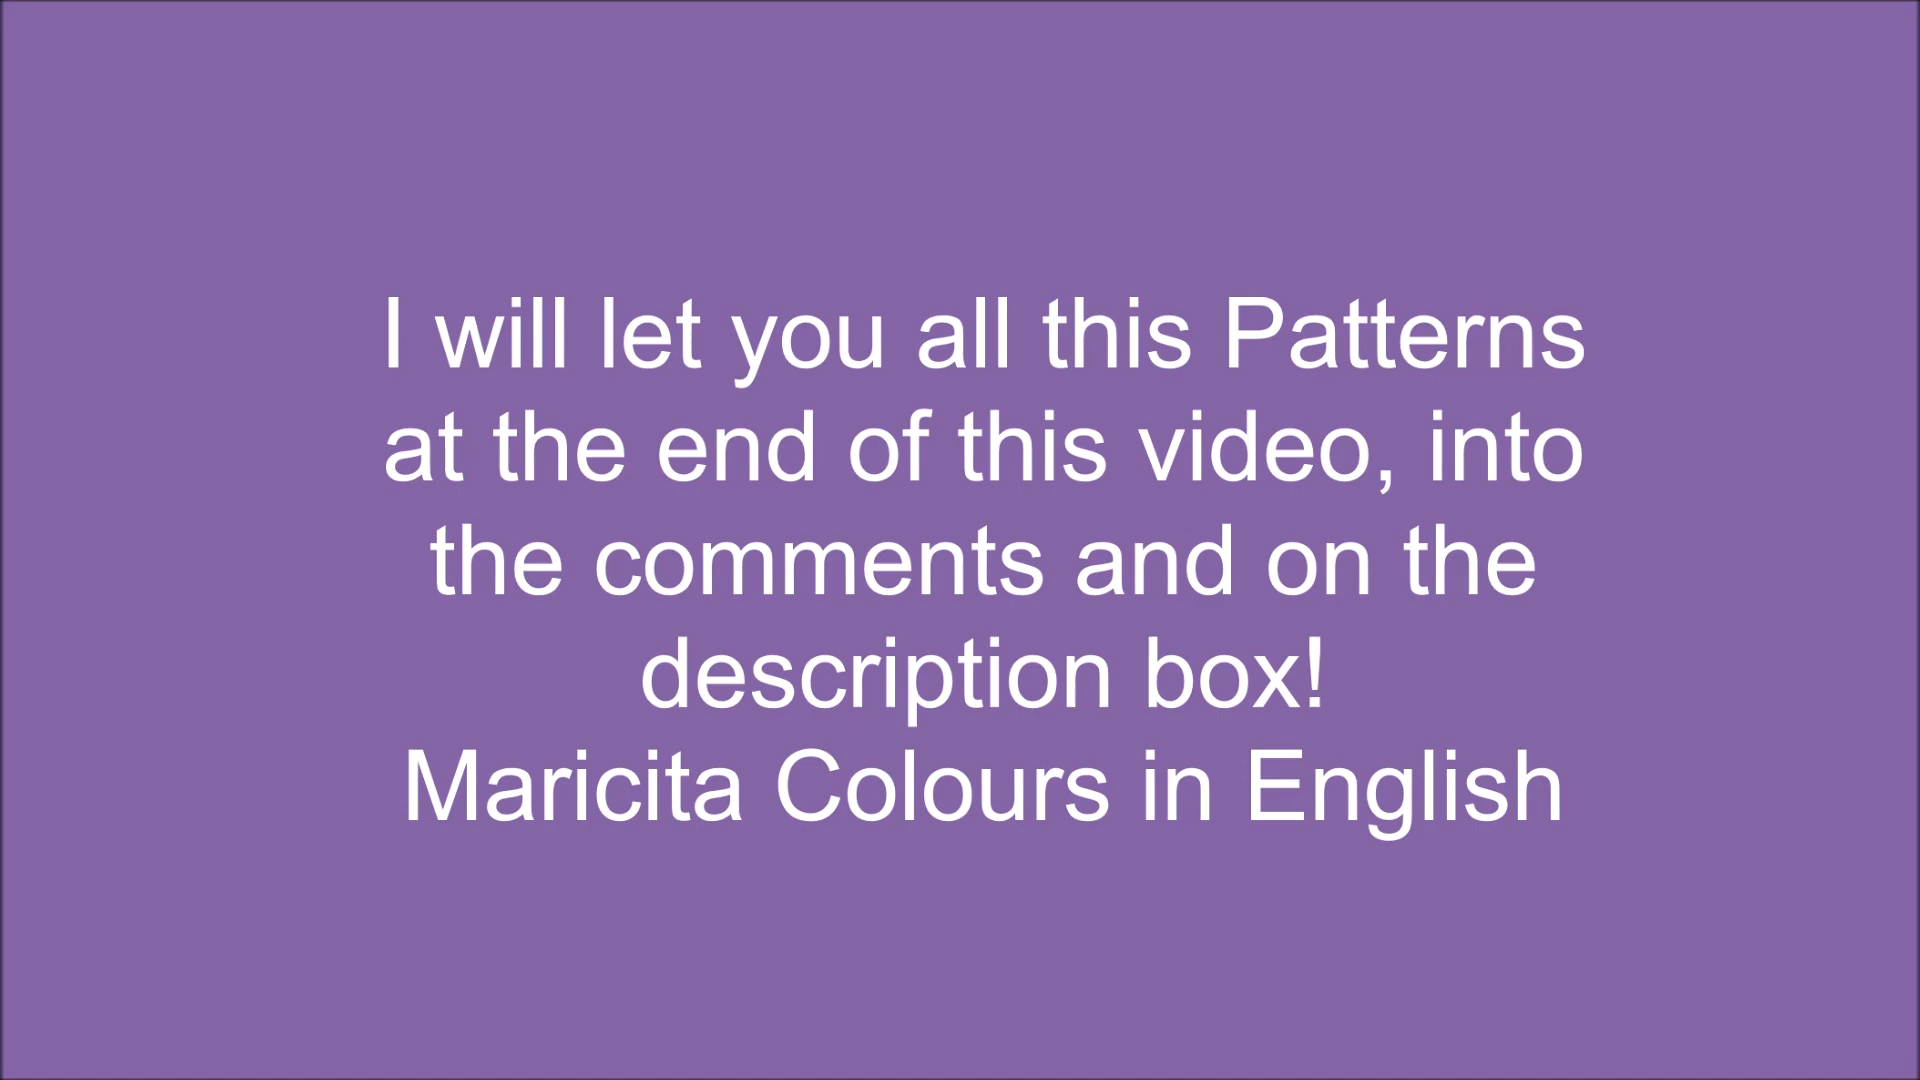 I will let you all this Patterns
at the end of this video, into
the comments and on the
description box!
Maricita Colours in English